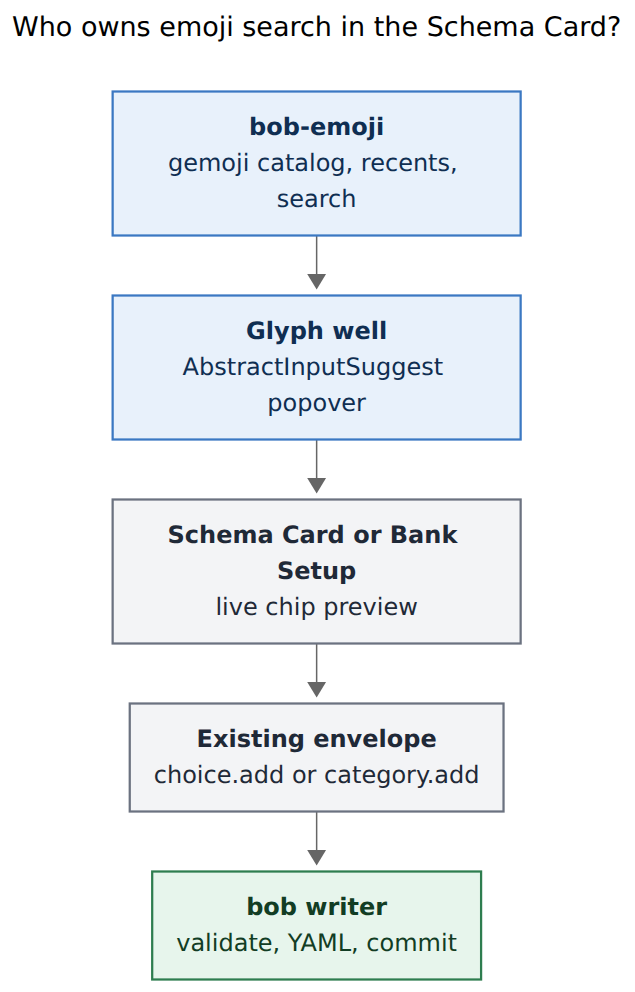 Who owns emoji search in the Schema Card?
bob-emoji
gemoji catalog, recents,
search
Glyph well
AbstractInputSuggest
popover
Schema Card or Bank
Setup
live chip preview
Existing envelope
choice.add or category.add
bob writer
validate, YAML, commit